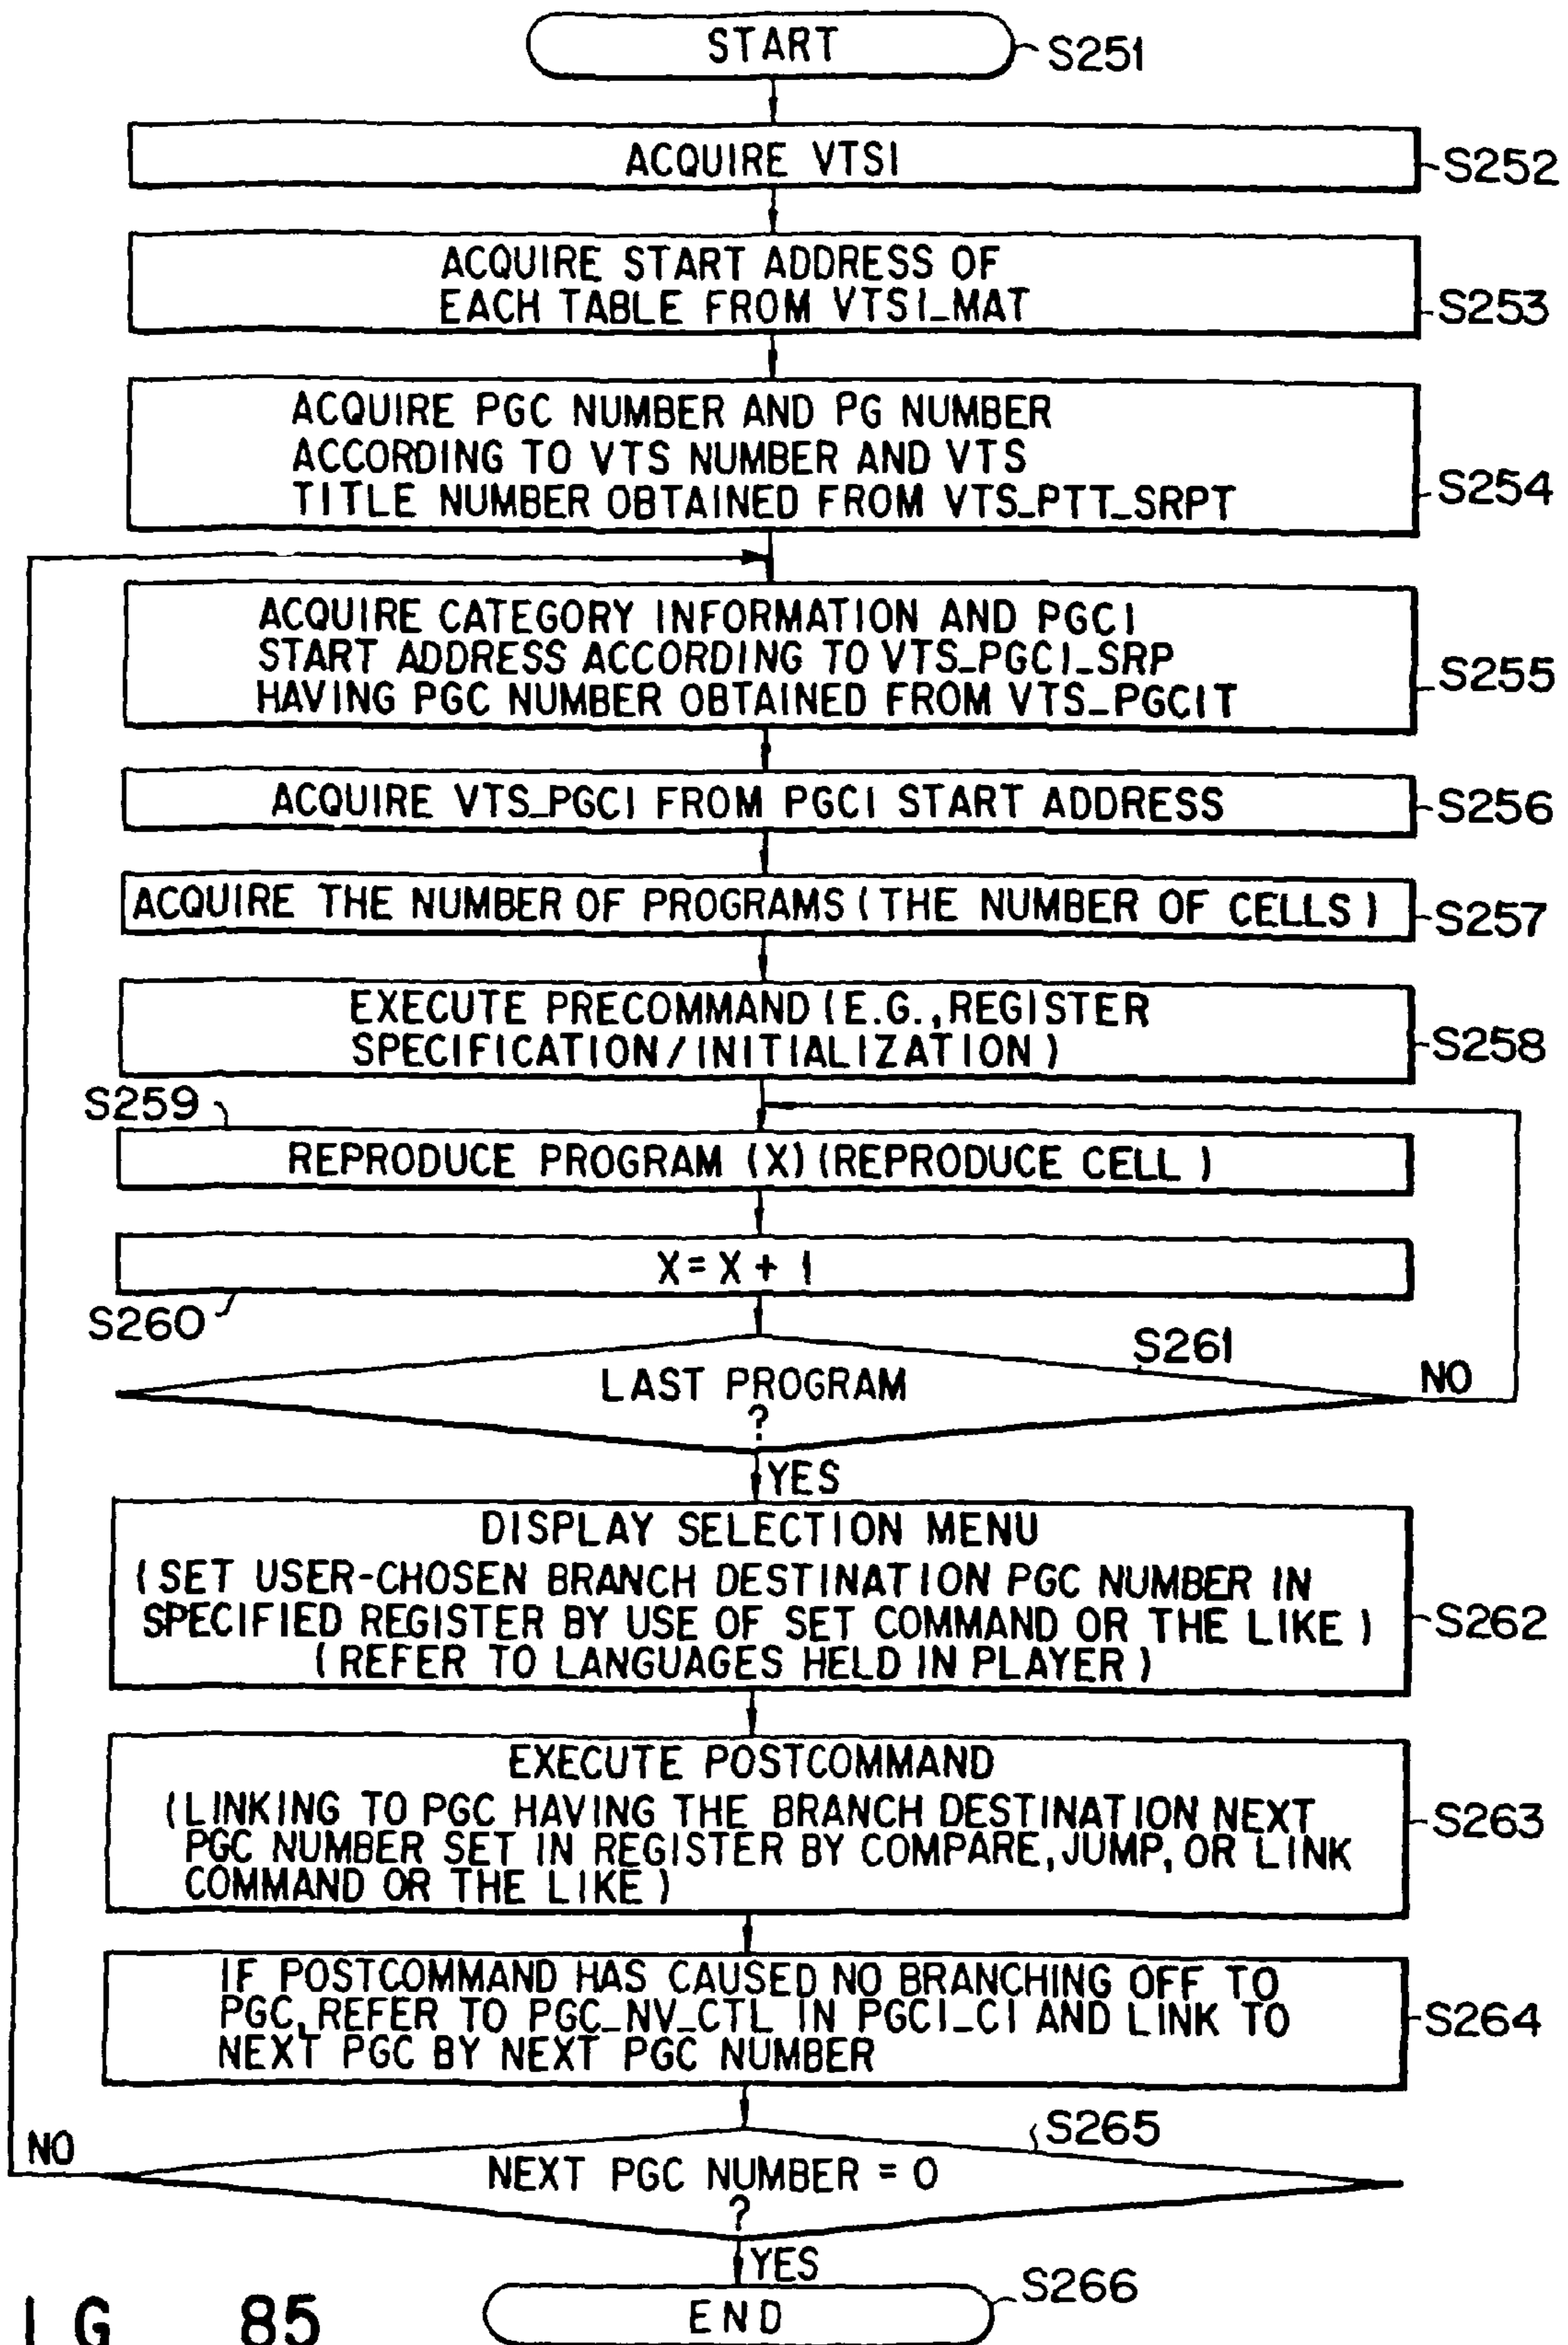 START
S251
ACQUIRE VTSI
S252
ACQUIRE START ADDRESS OF
EACH TABLE FROM VTSI_MAT
S253
ACQUIRE PGC NUMBER AND PG NUMBER
ACCORDING TO VTS NUMBER AND VTS
TITLE NUMBER OBTAINED FROM VTS_PTT_SRPT
S254
ACQUIRE CATEGORY INFORMATION AND PGCI
START ADDRESS ACCORDING TO VTS_PGCI_SRP
HAVING PGC NUMBER OBTAINED FROM VTS_PGCIT
S255
ACQUIRE VTS_PGCI FROM PGCI START ADDRESS
S256
ACQUIRE THE NUMBER OF PROGRAMS (THE NUMBER OF CELLS)
S257
EXECUTE PRECOMMAND (E.G., REGISTER
SPECIFICATION/INITIALIZATION)
S258
S259
REPRODUCE PROGRAM (X) (REPRODUCE CELL)
X = X + 1
S260
S261
LAST PROGRAM
?
NO
YES
DISPLAY SELECTION MENU
(SET USER-CHOSEN BRANCH DESTINATION PGC NUMBER IN
SPECIFIED REGISTER BY USE OF SET COMMAND OR THE LIKE)
(REFER TO LANGUAGES HELD IN PLAYER)
S262
EXECUTE POSTCOMMAND
(LINKING TO PGC HAVING THE BRANCH DESTINATION NEXT
PGC NUMBER SET IN REGISTER BY COMPARE, JUMP, OR LINK
COMMAND OR THE LIKE)
S263
IF POSTCOMMAND HAS CAUSED NO BRANCHING OFF TO
PGC, REFER TO PGC_NV_CTL IN PGCI_CI AND LINK TO
NEXT PGC BY NEXT PGC NUMBER
S264
S265
NO
NEXT PGC NUMBER = 0
?
YES
END
S266
IG 85